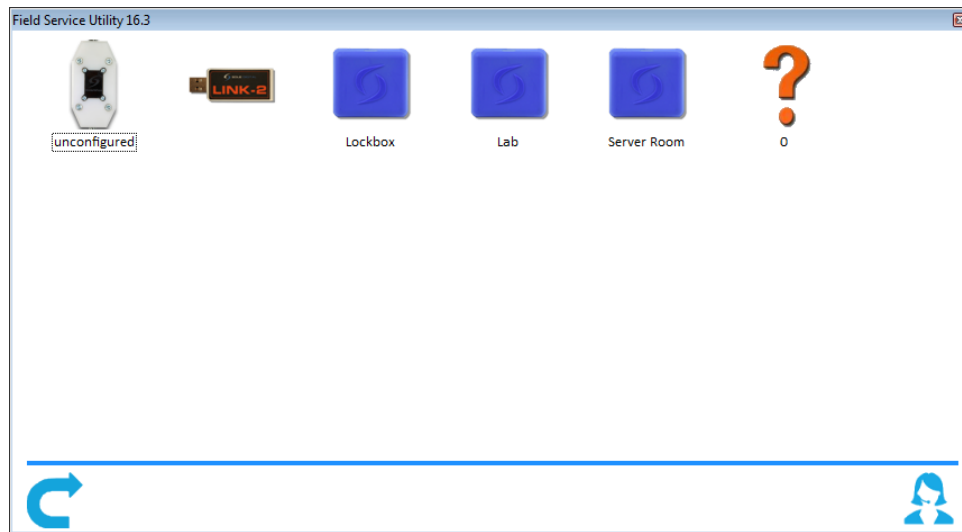 Field Service Utility 16.3
LINK-2
unconfigured
Lockbox
Lab
Server Room
0